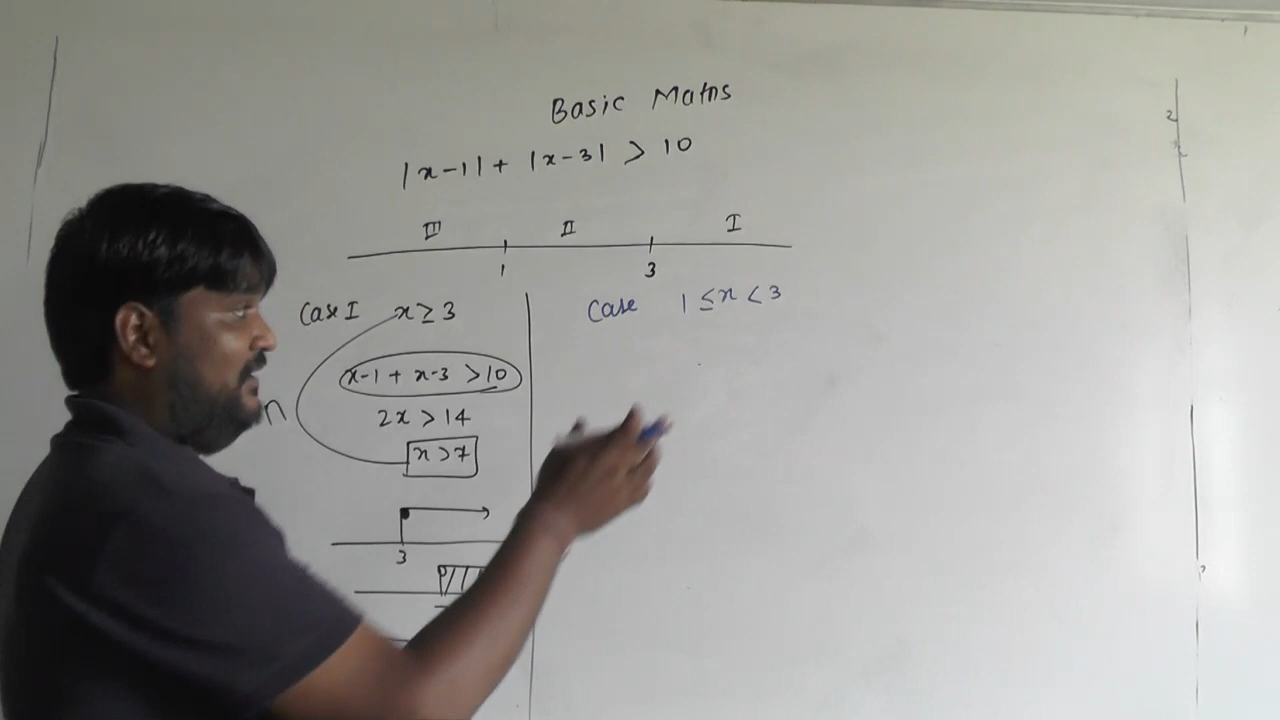 Basic Maths
|x-1| + |x-3| > 10
III II I
1 3
Case I x ≥ 3
x-1 + x-3 > 10
2x > 14
x > 7
∩
3
Case 1 ≤ x < 3
2